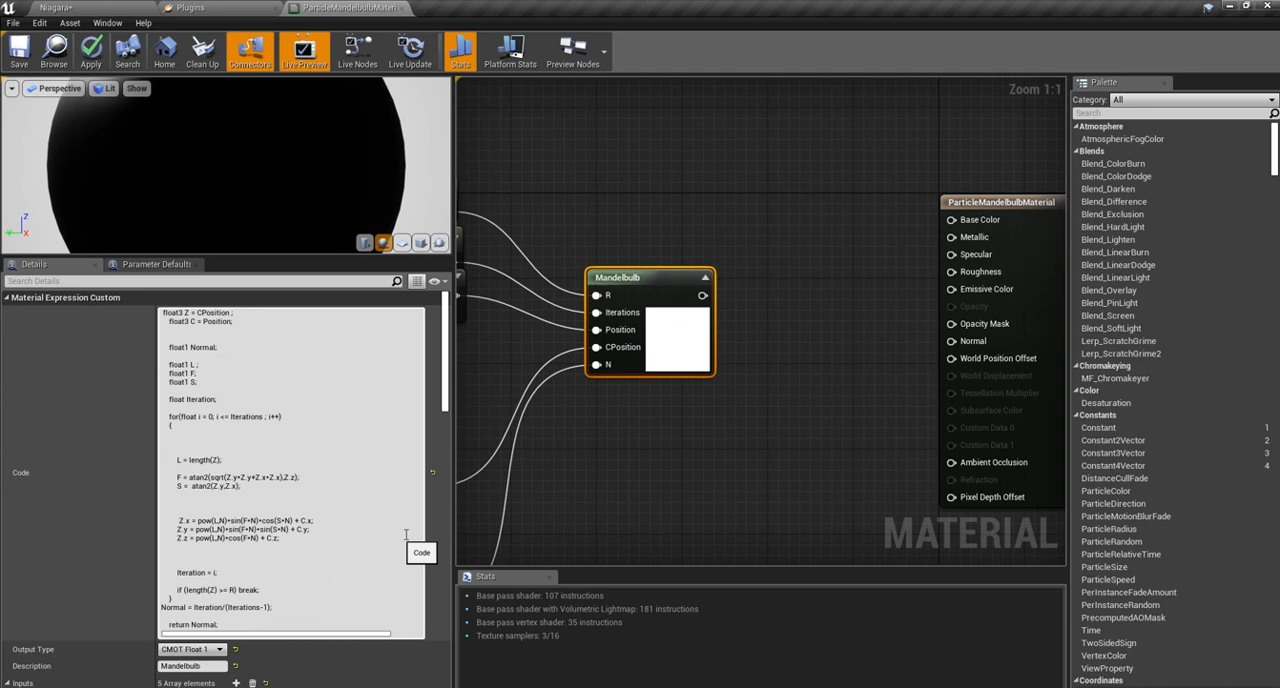 Niagara*
Plugins
ParticleMandelbulbMateri
File Edit Asset Window Help
Save Browse Apply Search Home Clean Up Connectors Live Preview Live Nodes Live Update Stats Platform Stats Preview Nodes
Perspective Lit Show
Zoom 1:1
Z
Y
X
Details
Parameter Default
Search Details
Material Expression Custom
Code
float3 Z = CPosition ;
float3 C = Position;
float1 Normal;
float1 L ;
float1 F;
float1 S;
float Iteration;
for(float i = 0; i <= Iterations ; i++)
{
L = length(Z);
F = atan2(sqrt(Z.y*Z.y+Z.x*Z.x),Z.z);
S = atan2(Z.y,Z.x);
Z.x = pow(L,N)*sin(F*N)*cos(S*N) + C.x;
Z.y = pow(L,N)*sin(F*N)*sin(S*N) + C.y;
Z.z = pow(L,N)*cos(F*N) + C.z;
Iteration = i;
if (length(Z) >= R) break;
}
Normal = Iteration/(Iterations-1);
return Normal;
Code
Output Type CMOT Float 1
Description Mandelbulb
Inputs 5 Array elements
Mandelbulb
R
Iterations
Position
CPosition
N
ParticleMandelbulbMaterial
Base Color
Metallic
Specular
Roughness
Emissive Color
Opacity
Opacity Mask
Normal
World Position Offset
World Displacement
Tessellation Multiplier
Subsurface Color
Custom Data 0
Custom Data 1
Ambient Occlusion
Refraction
Pixel Depth Offset
MATERIAL
Stats
Base pass shader: 107 instructions
Base pass shader with Volumetric Lightmap: 181 instructions
Base pass vertex shader: 35 instructions
Texture samplers: 3/16
Palette
Category: All
Search
Atmosphere
AtmosphericFogColor
Blends
Blend_ColorBurn
Blend_ColorDodge
Blend_Darken
Blend_Difference
Blend_Exclusion
Blend_HardLight
Blend_Lighten
Blend_LinearBurn
Blend_LinearDodge
Blend_LinearLight
Blend_Overlay
Blend_PinLight
Blend_Screen
Blend_SoftLight
Lerp_ScratchGrime
Lerp_ScratchGrime2
Chromakeying
MF_Chromakeyer
Color
Desaturation
Constants
Constant 1
Constant2Vector 2
Constant3Vector 3
Constant4Vector 4
DistanceCullFade
ParticleColor
ParticleDirection
ParticleMotionBlurFade
ParticleRadius
ParticleRandom
ParticleRelativeTime
ParticleSize
ParticleSpeed
PerInstanceFadeAmount
PerInstanceRandom
PrecomputedAOMask
Time
TwoSidedSign
VertexColor
ViewProperty
Coordinates